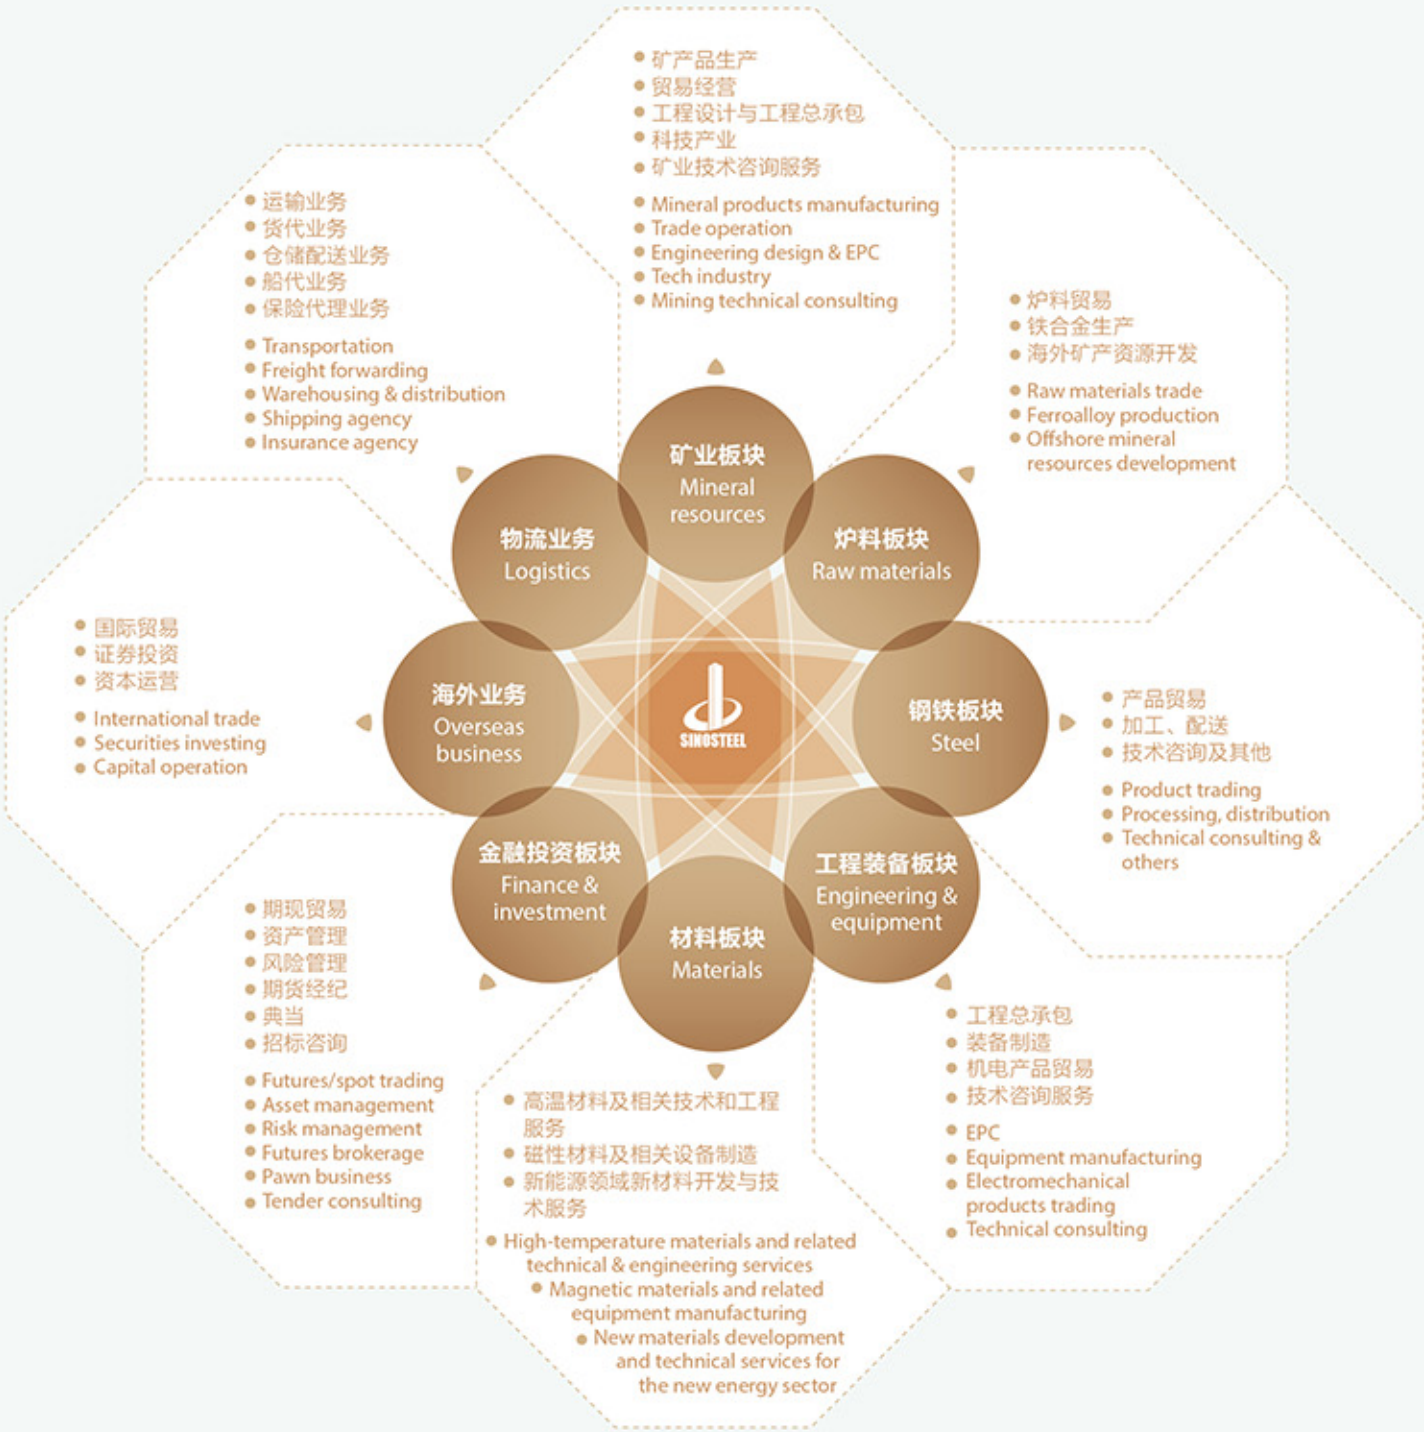 矿产品生产
贸易经营
工程设计与工程总承包
科技产业
矿业技术咨询服务
Mineral products manufacturing
Trade operation
Engineering design & EPC
Tech industry
Mining technical consulting
运输业务
货代业务
仓储配送业务
船代业务
保险代理业务
Transportation
Freight forwarding
Warehousing & distribution
Shipping agency
Insurance agency
炉料贸易
铁合金生产
海外矿产资源开发
Raw materials trade
Ferroalloy production
Offshore mineral
resources development
矿业板块
Mineral
resources
物流业务
Logistics
炉料板块
Raw materials
国际贸易
证券投资
资本运营
International trade
Securities investing
Capital operation
海外业务
Overseas
business
SINOSTEEL
钢铁板块
Steel
产品贸易
加工、配送
技术咨询及其他
Product trading
Processing, distribution
Technical consulting &
others
金融投资板块
Finance &
investment
材料板块
Materials
工程装备板块
Engineering &
equipment
期现贸易
资产管理
风险管理
期货经纪
典当
招标咨询
Futures/spot trading
Asset management
Risk management
Futures brokerage
Pawn business
Tender consulting
高温材料及相关技术和工程
服务
磁性材料及相关设备制造
新能源领域新材料开发与技
术服务
High-temperature materials and related
technical & engineering services
Magnetic materials and related
equipment manufacturing
New materials development
and technical services for
the new energy sector
工程总承包
装备制造
机电产品贸易
技术咨询服务
EPC
Equipment manufacturing
Electromechanical
products trading
Technical consulting